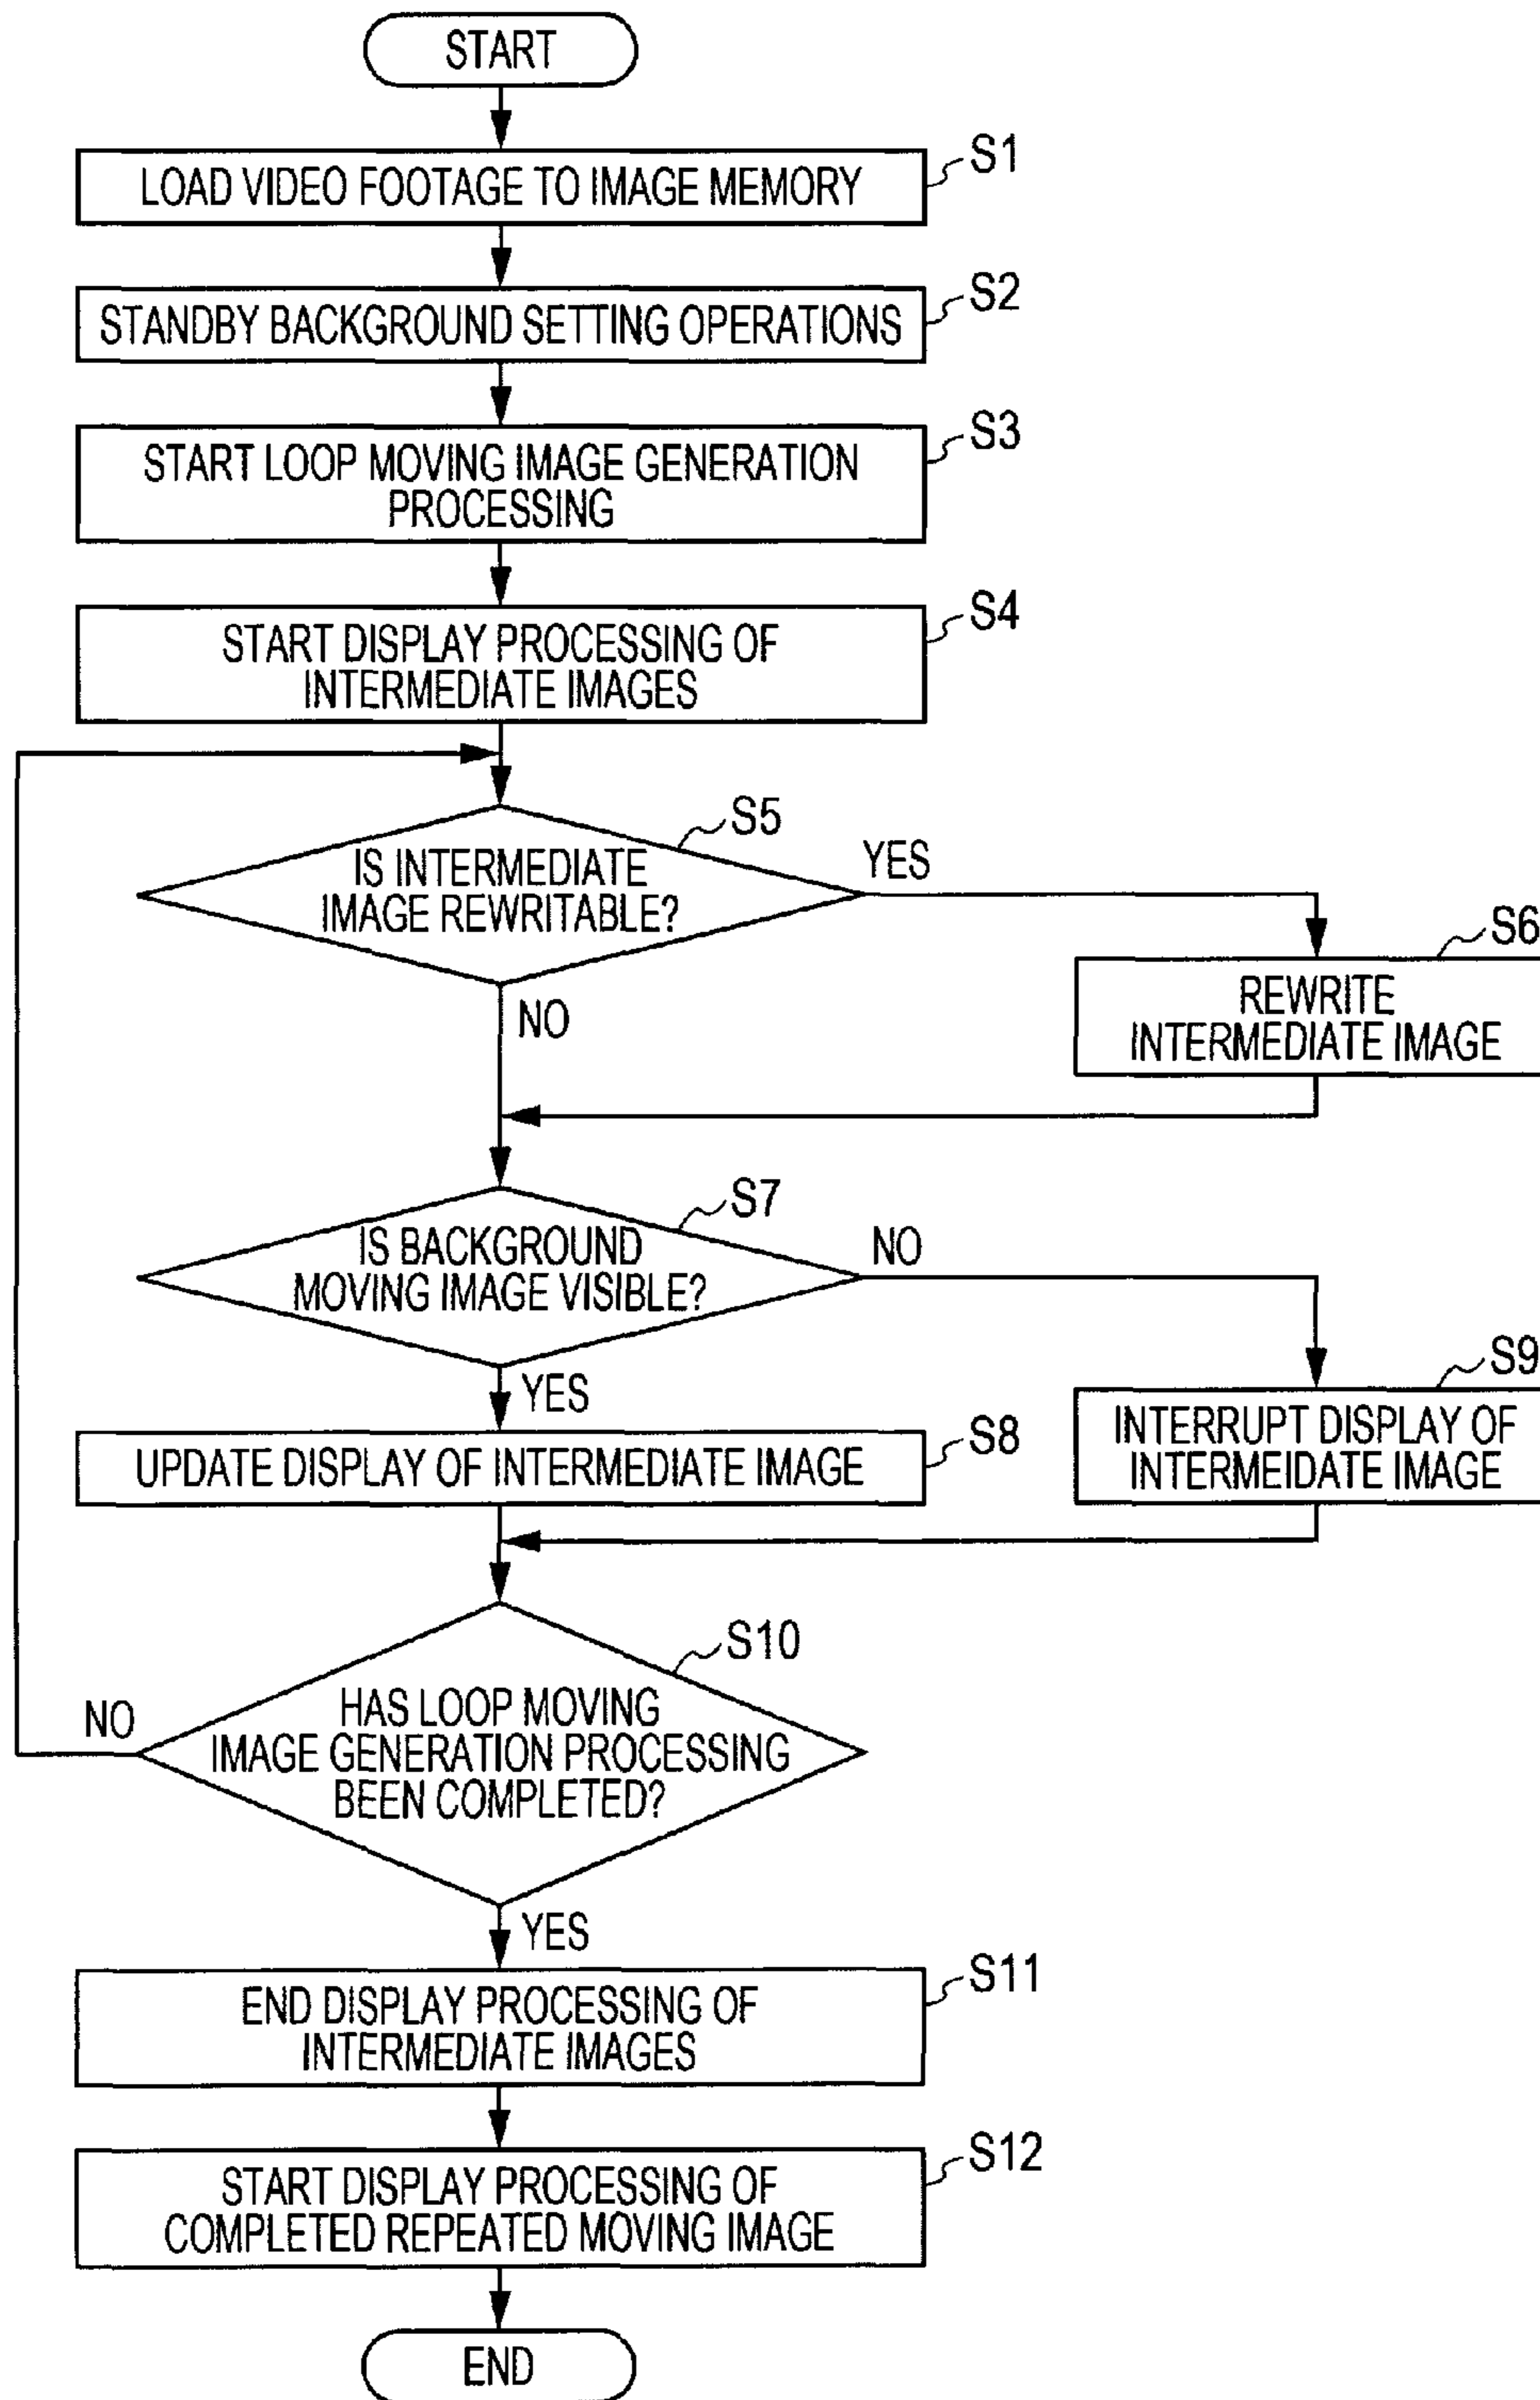 START
S1
LOAD VIDEO FOOTAGE TO IMAGE MEMORY
S2
STANDBY BACKGROUND SETTING OPERATIONS
S3
START LOOP MOVING IMAGE GENERATION
PROCESSING
S4
START DISPLAY PROCESSING OF
INTERMEDIATE IMAGES
S5
IS INTERMEDIATE
IMAGE REWRITABLE?
YES
NO
S6
REWRITE
INTERMEDIATE IMAGE
S7
IS BACKGROUND
MOVING IMAGE VISIBLE?
NO
YES
S8
UPDATE DISPLAY OF INTERMEDIATE IMAGE
S9
INTERRUPT DISPLAY OF
INTERMEIDATE IMAGE
S10
HAS LOOP MOVING
IMAGE GENERATION PROCESSING
BEEN COMPLETED?
NO
YES
S11
END DISPLAY PROCESSING OF
INTERMEDIATE IMAGES
S12
START DISPLAY PROCESSING OF
COMPLETED REPEATED MOVING IMAGE
END